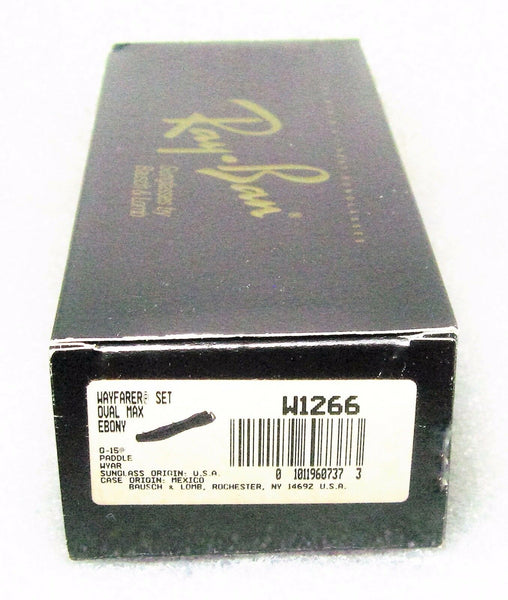 Ray-Ban®
Sunglasses by
Bausch & Lomb
WAYFARER® SET
OVAL MAX
EBONY
G-15®
PADDLE
WYAR
SUNGLASS ORIGIN: U.S.A.
CASE ORIGIN: MEXICO
BAUSCH & LOMB, ROCHESTER, NY 14692 U.S.A.
W1266
0 1011960737 3